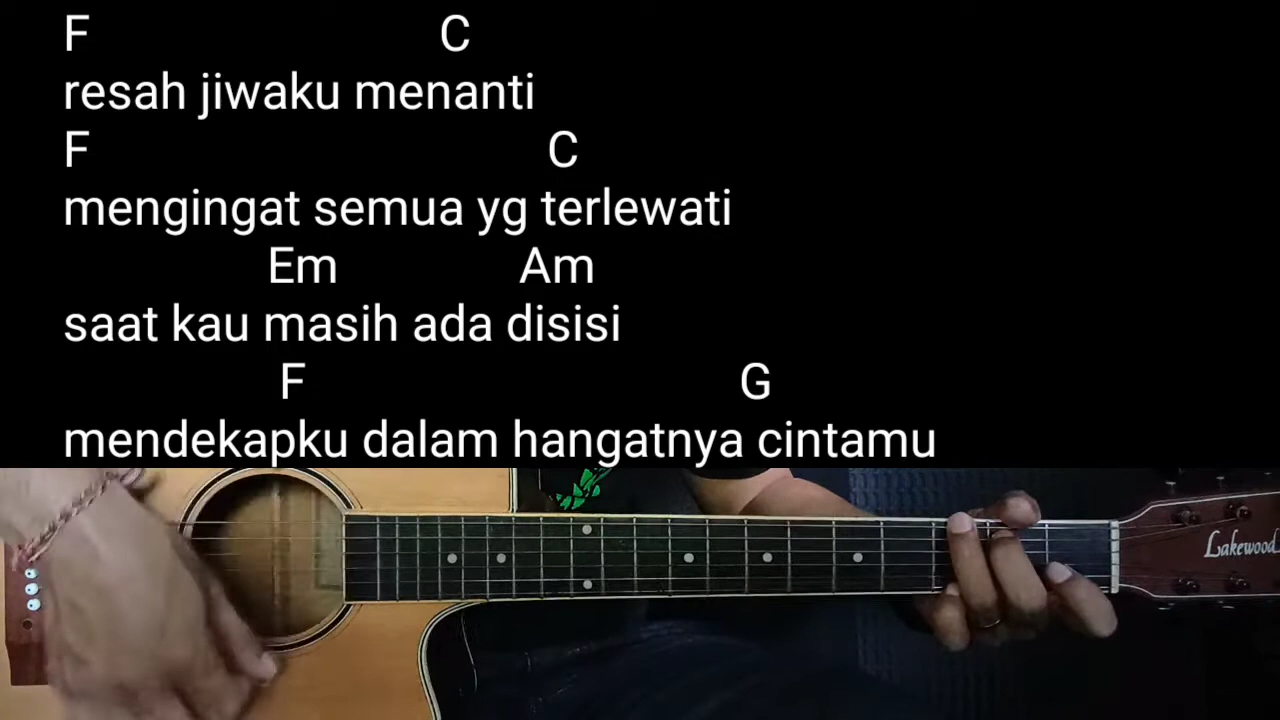 F C
resah jiwaku menanti
F C
mengingat semua yg terlewati
Em Am
saat kau masih ada disisi
F G
mendekapku dalam hangatnya cintamu
Lakewood